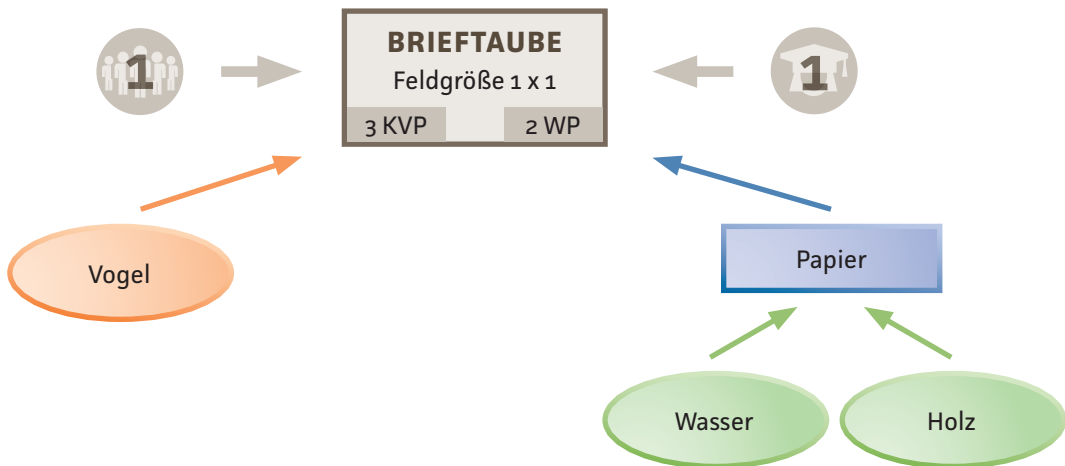 1
BRIEFTAUBE
Feldgröße 1 x 1
3 KVP
2 WP
1
Vogel
Papier
Wasser
Holz